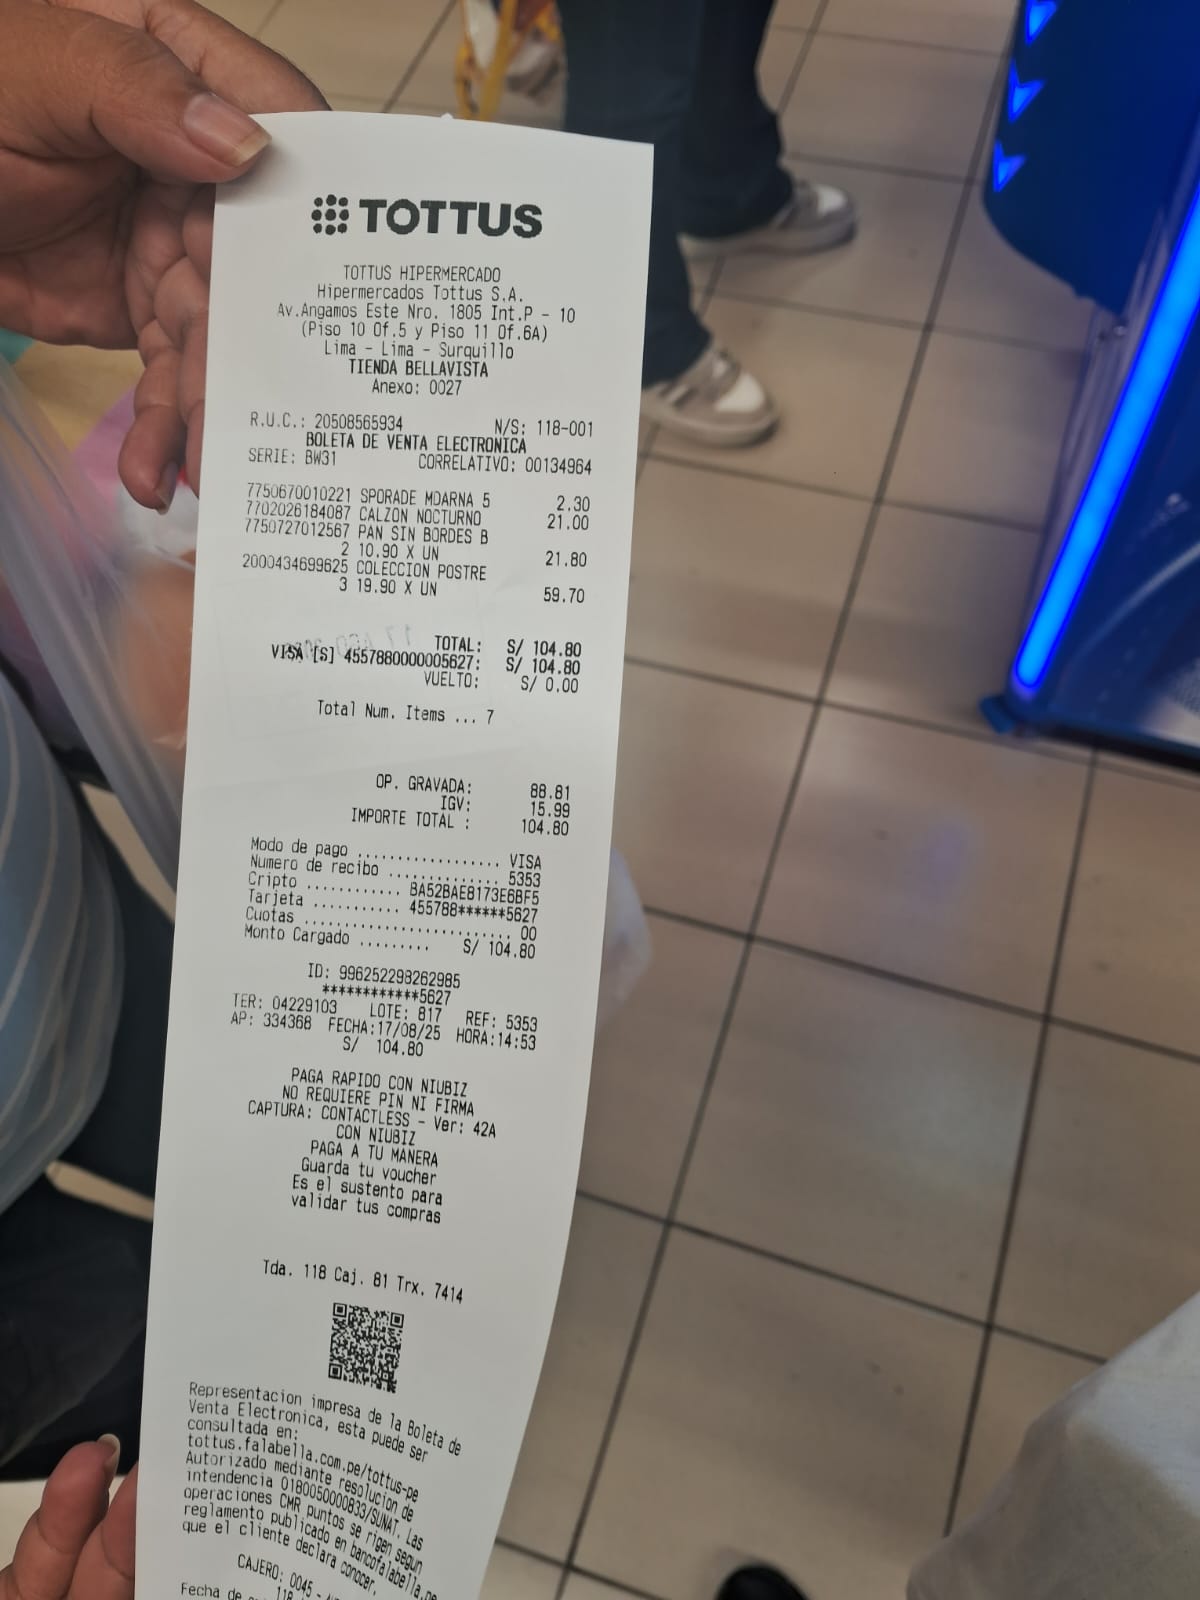 TOTTUS
TOTTUS HIPERMERCADO
Hipermercados Tottus S.A.
Av.Angamos Este Nro. 1805 Int.P - 10
(Piso 10 Of.5 y Piso 11 Of.6A)
Lima - Lima - Surquillo
TIENDA BELLAVISTA
Anexo: 0027
R.U.C.: 20508565934 N/S: 118-001
BOLETA DE VENTA ELECTRONICA
SERIE: BW31 CORRELATIVO: 00134964
7750670010221 SPORADE MDARNA 5 2.30
7702026184087 CALZON NOCTURNO 21.00
7750727012567 PAN SIN BORDES B
2 10.90 X UN 21.80
2000434699625 COLECCION POSTRE
3 19.90 X UN 59.70
TOTAL: S/ 104.80
VISA [S] 4557880000005627: S/ 104.80
VUELTO: S/ 0.00
Total Num. Items ... 7
OP. GRAVADA: 88.81
IGV: 15.99
IMPORTE TOTAL : 104.80
Modo de pago .................. VISA
Numero de recibo .............. 5353
Cripto ............ BA52BAE8173E6BF5
Tarjeta ........... 455788******5627
Cuotas .......................... 00
Monto Cargado ......... S/ 104.80
ID: 996252298262985
************5627
TER: 04229103 LOTE: 817 REF: 5353
AP: 334368 FECHA:17/08/25 HORA:14:53
S/ 104.80
PAGA RAPIDO CON NIUBIZ
NO REQUIERE PIN NI FIRMA
CAPTURA: CONTACTLESS - Ver: 42A
CON NIUBIZ
PAGA A TU MANERA
Guarda tu voucher
Es el sustento para
validar tus compras
Tda. 118 Caj. 81 Trx. 7414
Representacion impresa de la Boleta de
Venta Electronica, esta puede ser
consultada en:
tottus.falabella.com.pe/tottus-pe
Autorizado mediante resolucion de
intendencia 0180050000833/SUNAT. Las
operaciones CMR puntos se rigen segun
reglamento publicado en bancofalabella.pe
que el cliente declara conocer.
CAJERO: 0045 -
Fecha de